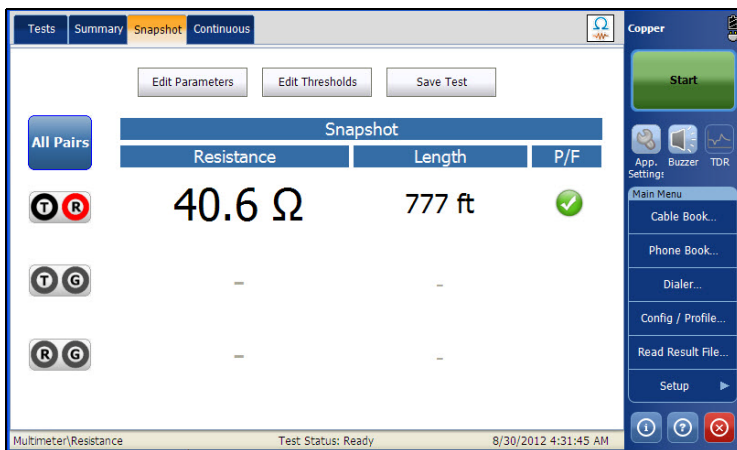 Tests Summary Snapshot Continuous Ω
Edit Parameters Edit Thresholds Save Test
All Pairs
Snapshot
Resistance Length P/F
T R 40.6 Ω 777 ft
T G – –
R G – –
Multimeter\Resistance Test Status: Ready 8/30/2012 4:31:45 AM
Copper
Start
App. Buzzer TDR
Settings
Main Menu
Cable Book...
Phone Book...
Dialer...
Config / Profile...
Read Result File...
Setup